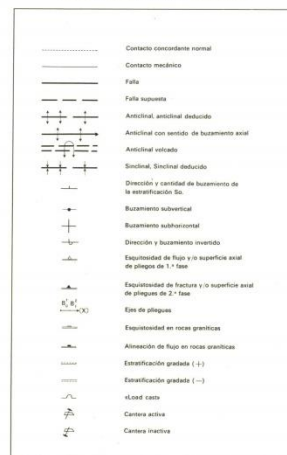 Contacto concordante normal
Contacto mecánico
Falla
Falla supuesta
Anticlinal, anticlinal deducido
Anticlinal con sentido de buzamiento axial
Anticlinal volcado
Sinclinal, Sinclinal deducido
Dirección y cantidad de buzamiento de
la estratificación So.
Buzamiento subvertical
Buzamiento subhorizontal
Dirección y buzamiento invertido
Esquitosidad de flujo y/o superficie axial
de pliegos de 1.ª fase
Esquistosidad de fractura y/o superficie axial
de pliegues de 2.ª fase
Ejes de pliegues
Esquistosidad en rocas graníticas
Alineación de flujo en rocas graníticas
Estratificación gradada (+)
Estratificación gradada (—)
«Load cast»
Cantera activa
Cantera inactiva